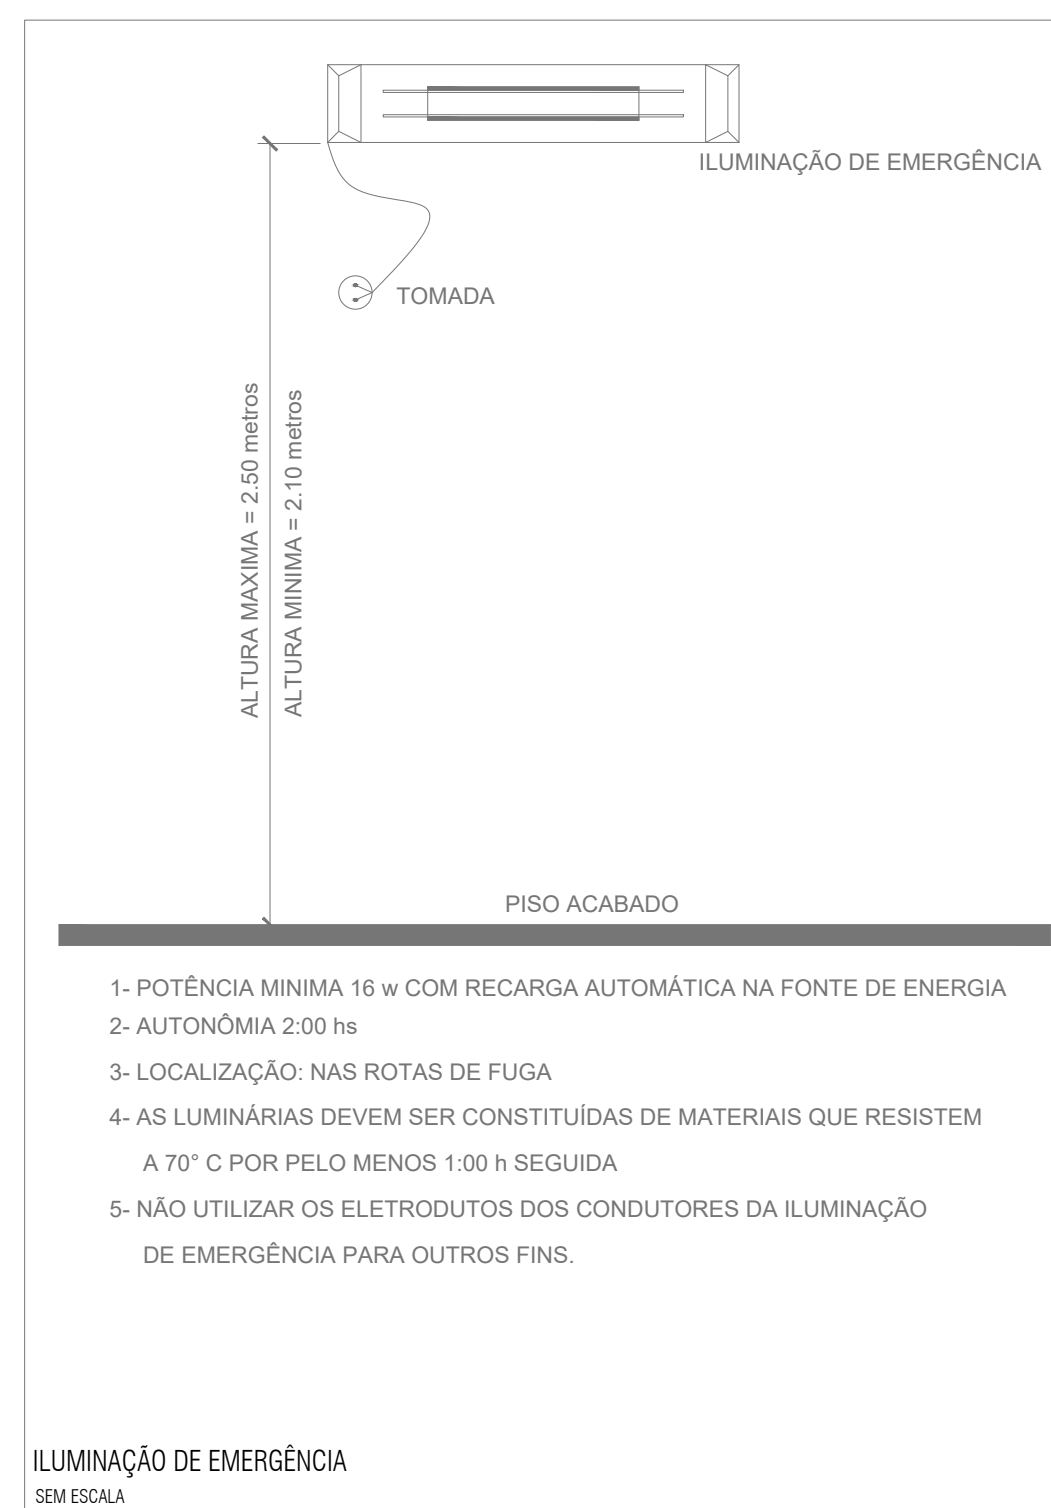 ILUMINAÇÃO DE EMERGÊNCIA
TOMADA
ALTURA MAXIMA = 2.50 metros
ALTURA MINIMA = 2.10 metros
PISO ACABADO
1- POTÊNCIA MINIMA 16 w COM RECARGA AUTOMÁTICA NA FONTE DE ENERGIA
2- AUTONÔMIA 2:00 hs
3- LOCALIZAÇÃO: NAS ROTAS DE FUGA
4- AS LUMINÁRIAS DEVEM SER CONSTITUÍDAS DE MATERIAIS QUE RESISTEM
A 70° C POR PELO MENOS 1:00 h SEGUIDA
5- NÃO UTILIZAR OS ELETRODUTOS DOS CONDUTORES DA ILUMINAÇÃO
DE EMERGÊNCIA PARA OUTROS FINS.
ILUMINAÇÃO DE EMERGÊNCIA
SEM ESCALA